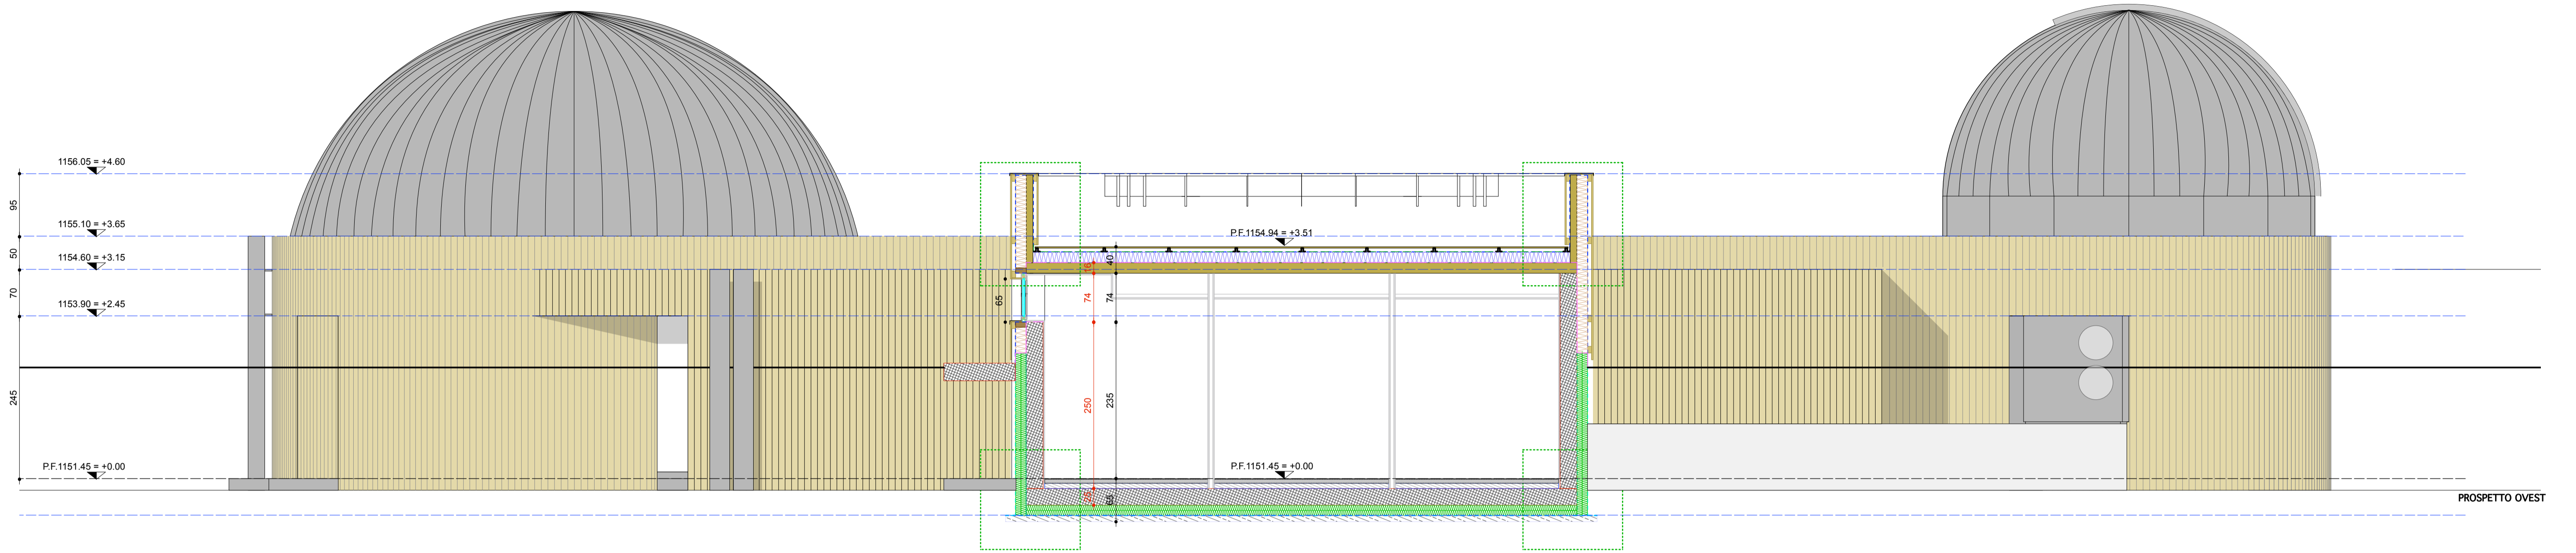 1156.05 = +4.60
95
1155.10 = +3.65
50
1154.60 = +3.15
70
1153.90 = +2.45
245
P.F.1151.45 = +0.00
P.F.1154.94 = +3.51
16
40
65
74
74
250
235
P.F.1151.45 = +0.00
25
65
PROSPETTO OVEST